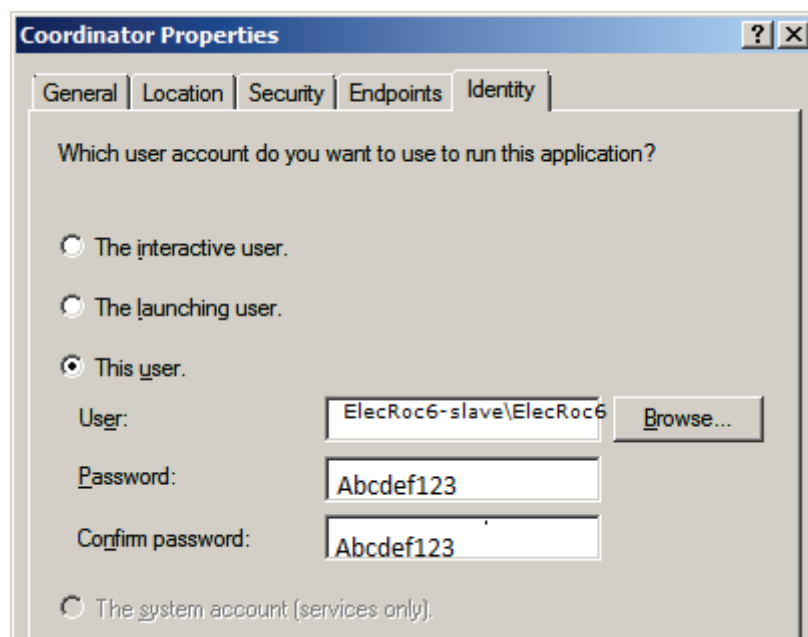 Coordinator Properties
General Location Security Endpoints Identity
Which user account do you want to use to run this application?
The interactive user.
The launching user.
This user.
User: ElecRoc6-slave\ElecRoc6 Browse...
Password: Abcdef123
Confirm password: Abcdef123
The system account (services only).